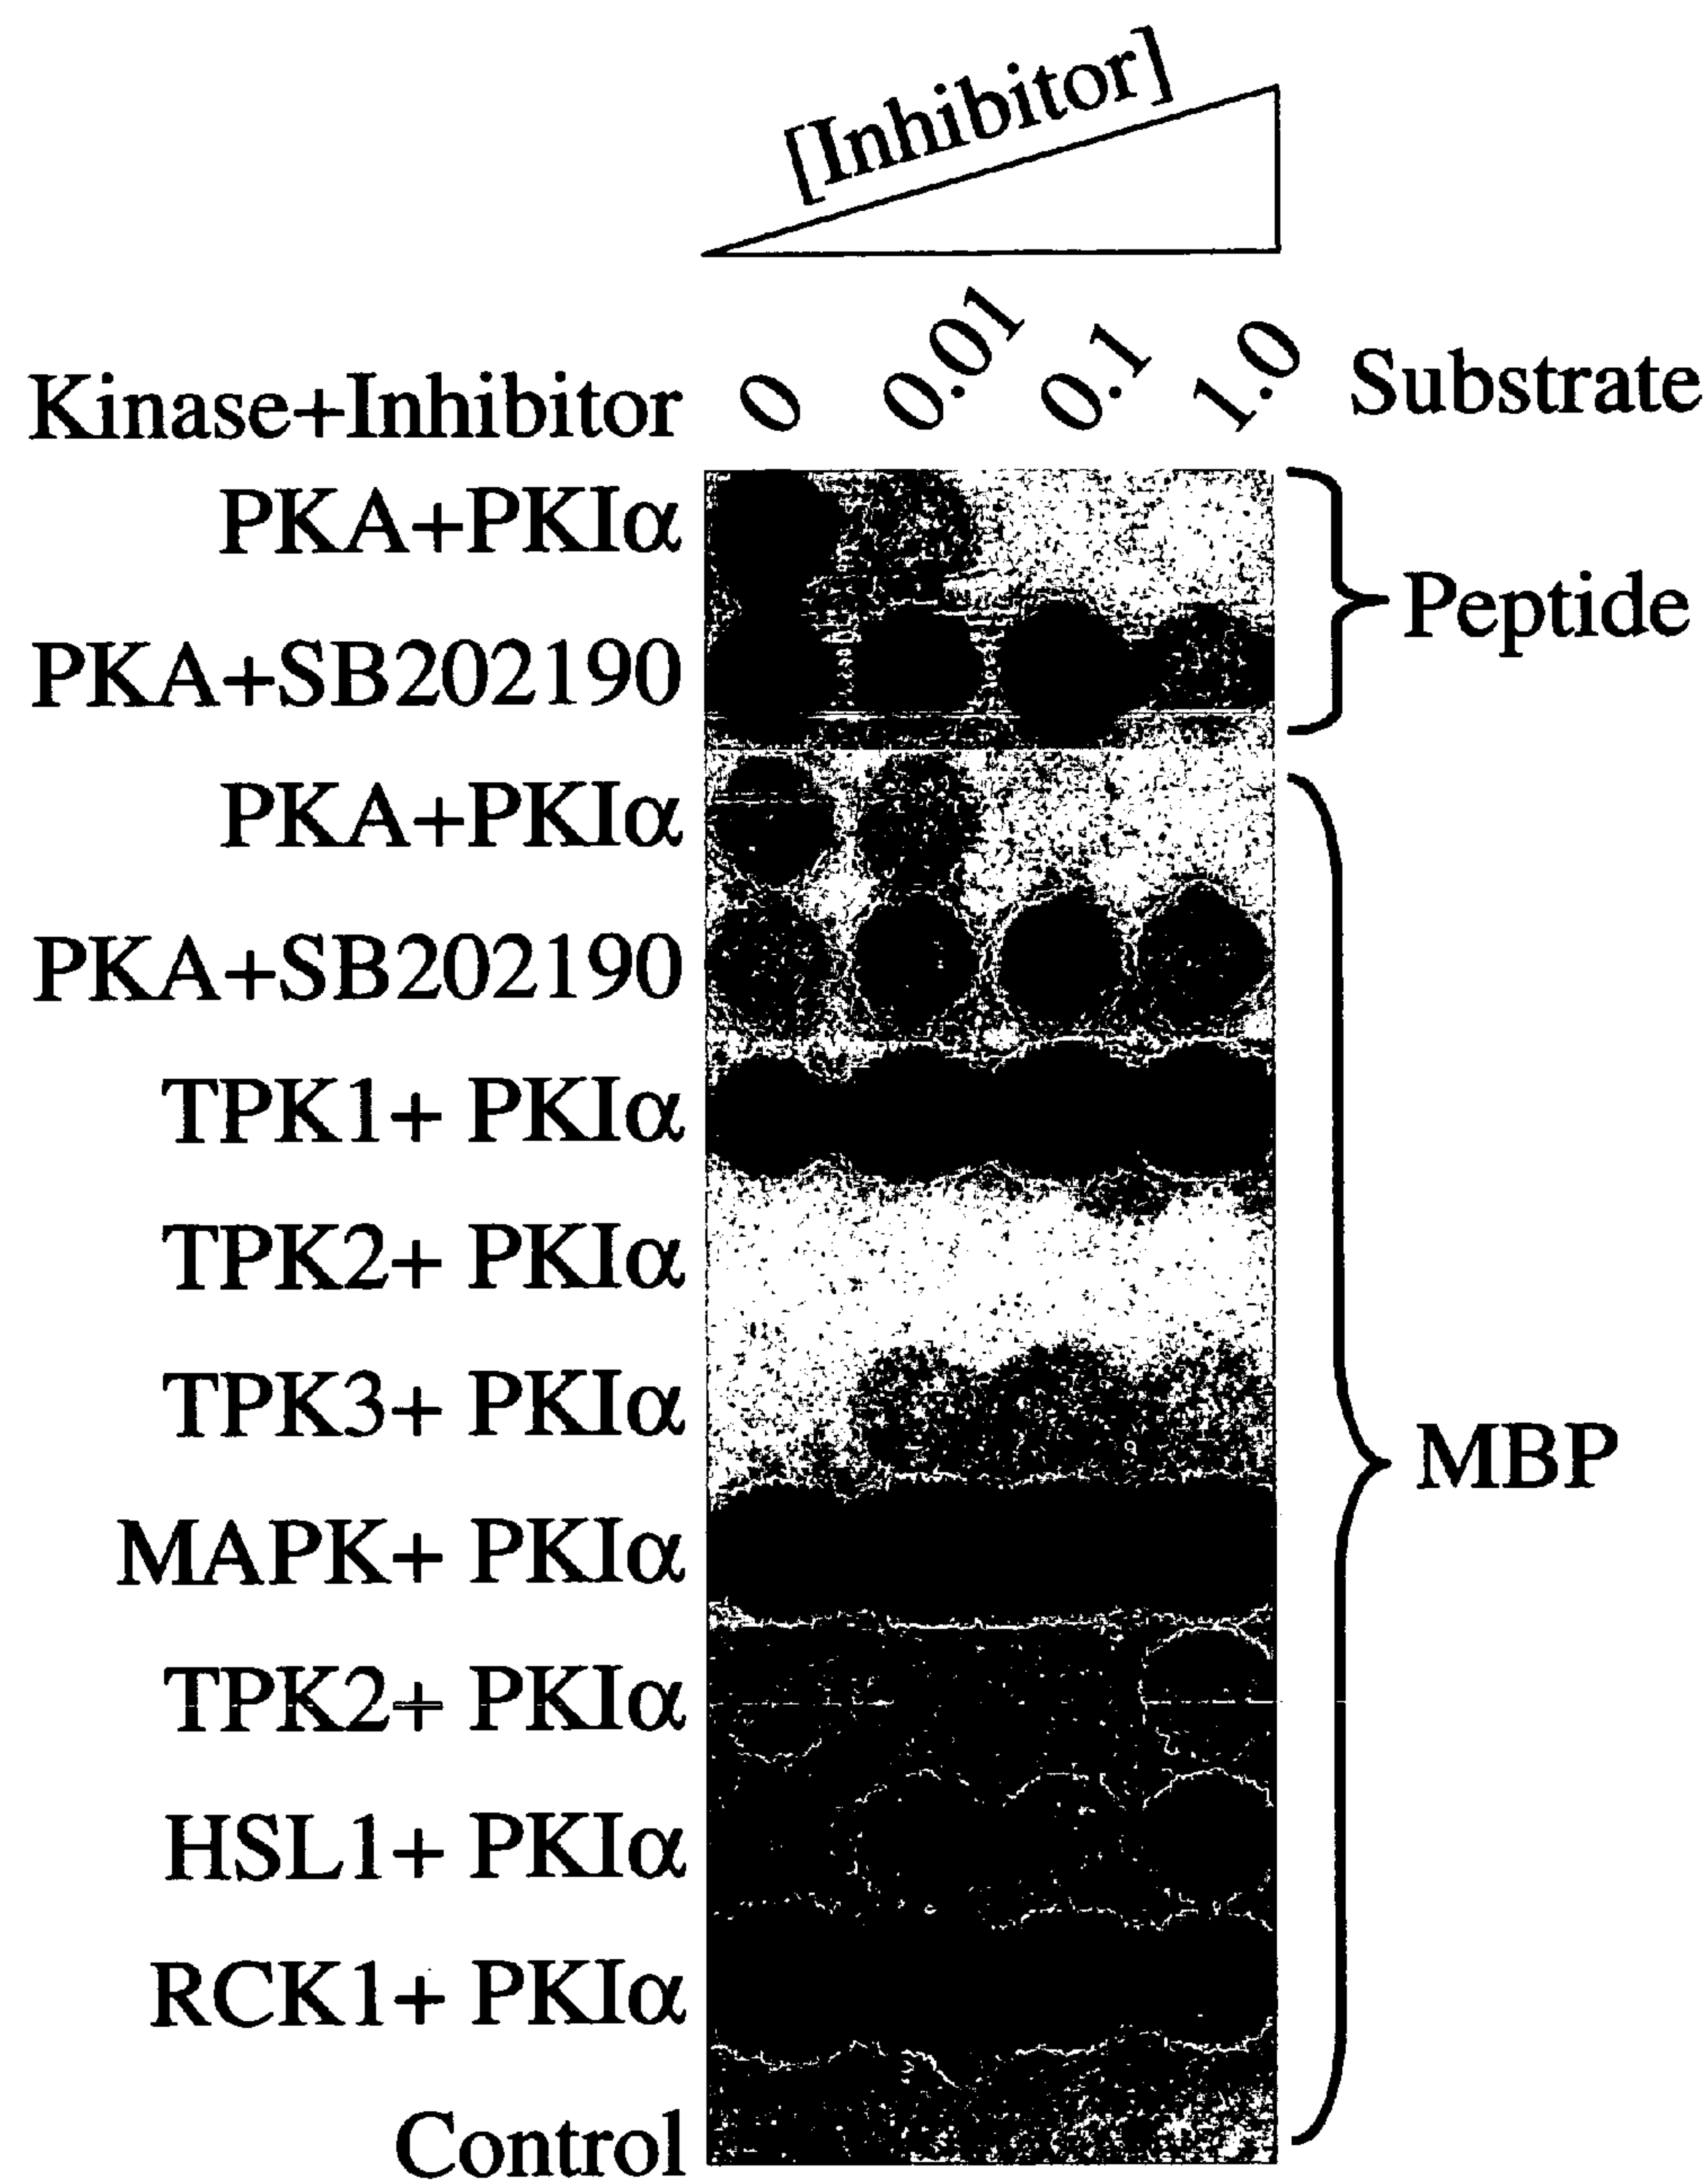 [Inhibitor]
Kinase+Inhibitor 0 0.01 0.1 1.0 Substrate
PKA+PKIα
PKA+SB202190
Peptide
PKA+PKIα
PKA+SB202190
TPK1+ PKIα
TPK2+ PKIα
TPK3+ PKIα
MBP
MAPK+ PKIα
TPK2+ PKIα
HSL1+ PKIα
RCK1+ PKIα
Control